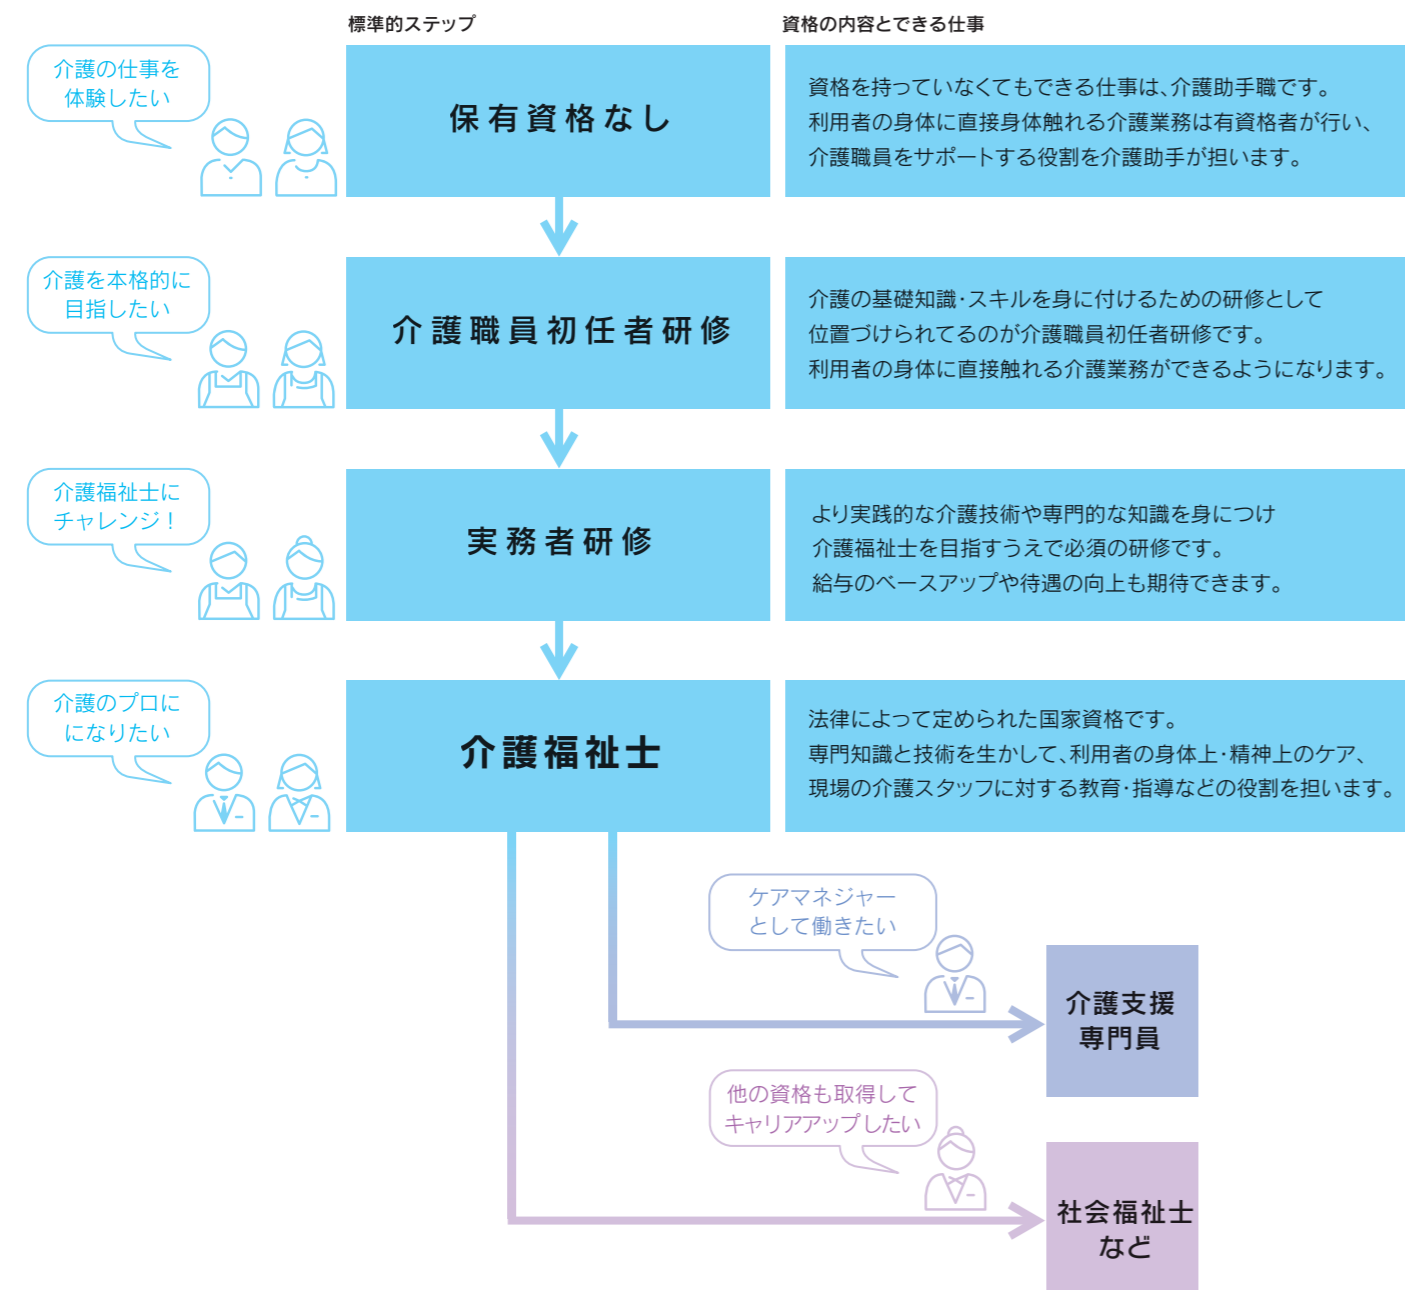 標準的ステップ
資格の内容とできる仕事
介護の仕事を
体験したい
保有資格なし
資格を持っていなくてもできる仕事は、介護助手職です。
利用者の身体に直接身体触れる介護業務は有資格者が行い、
介護職員をサポートする役割を介護助手が担います。
介護を本格的に
目指したい
介護職員初任者研修
介護の基礎知識・スキルを身に付けるための研修として
位置づけられてるのが介護職員初任者研修です。
利用者の身体に直接触れる介護業務ができるようになります。
介護福祉士に
チャレンジ！
実務者研修
より実践的な介護技術や専門的な知識を身につけ
介護福祉士を目指すうえで必須の研修です。
給与のベースアップや待遇の向上も期待できます。
介護のプロに
になりたい
介護福祉士
法律によって定められた国家資格です。
専門知識と技術を生かして、利用者の身体上・精神上のケア、
現場の介護スタッフに対する教育・指導などの役割を担います。
ケアマネジャー
として働きたい
介護支援
専門員
他の資格も取得して
キャリアアップしたい
社会福祉士
など